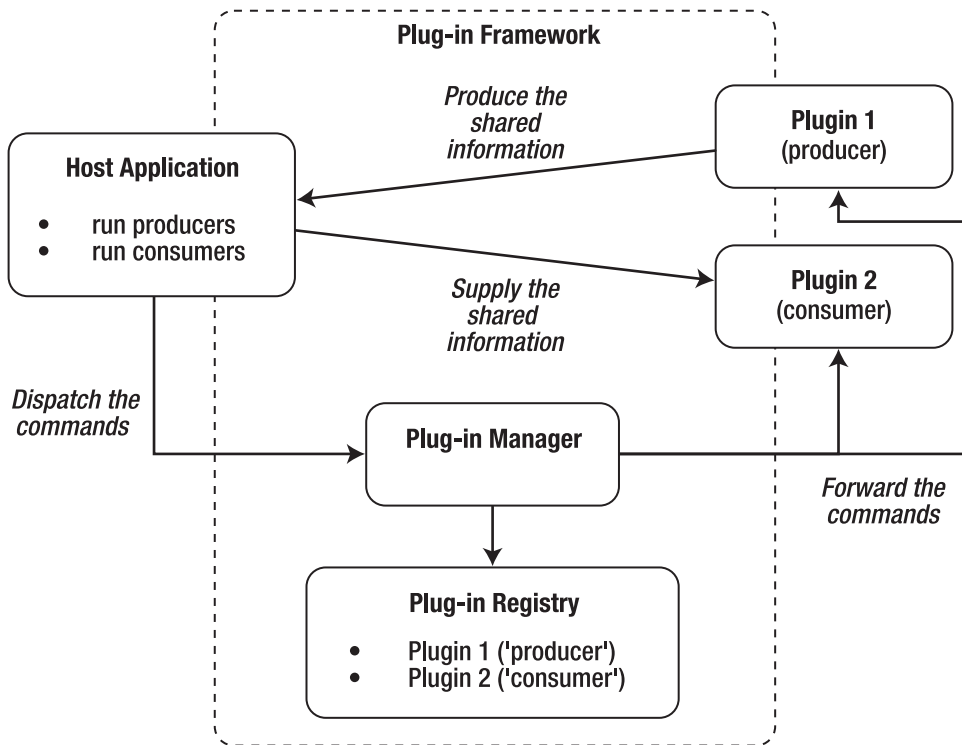 Plug-in Framework
Produce the
shared
information
Plugin 1
(producer)
Host Application
• run producers
• run consumers
Plugin 2
(consumer)
Supply the
shared
information
Dispatch the
commands
Plug-in Manager
Forward the
commands
Plug-in Registry
• Plugin 1 ('producer')
• Plugin 2 ('consumer')